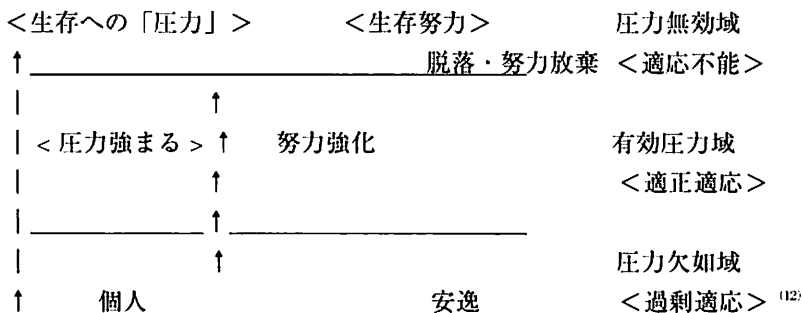 <生存への「圧力」> <生存努力> 圧力無効域
↑ 脱落・努力放棄 <適応不能>
↑
<圧力強まる> ↑ 努力強化 有効圧力域
↑ <適正適応>
↑
↑ 圧力欠如域
↑ 個人 安逸 <過剰適応> (12)